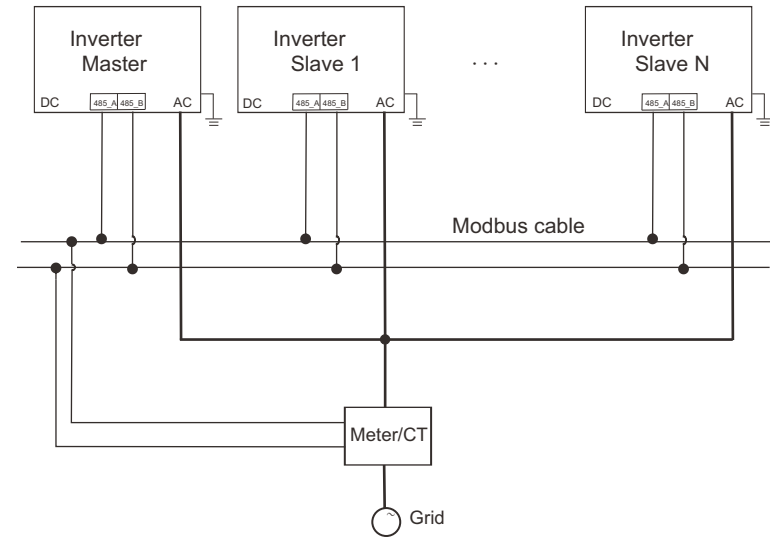 Inverter
Master
DC
485_A
485_B
AC
Inverter
Slave 1
DC
485_A
485_B
AC
. . .
Inverter
Slave N
DC
485_A
485_B
AC
Modbus cable
Meter/CT
~
Grid